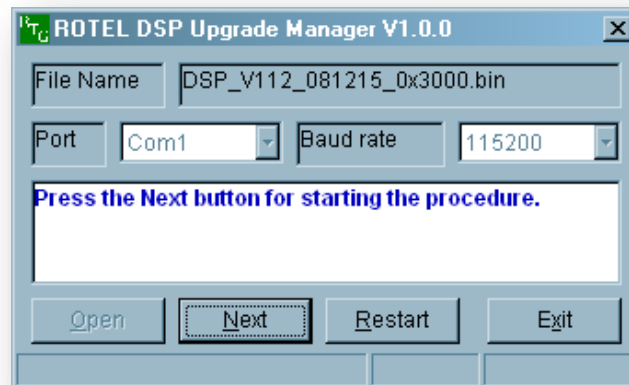 RTG ROTEL DSP Upgrade Manager V1.0.0
File Name DSP_V112_081215_0x3000.bin
Port Com1 Baud rate 115200
Press the Next button for starting the procedure.
Open Next Restart Exit